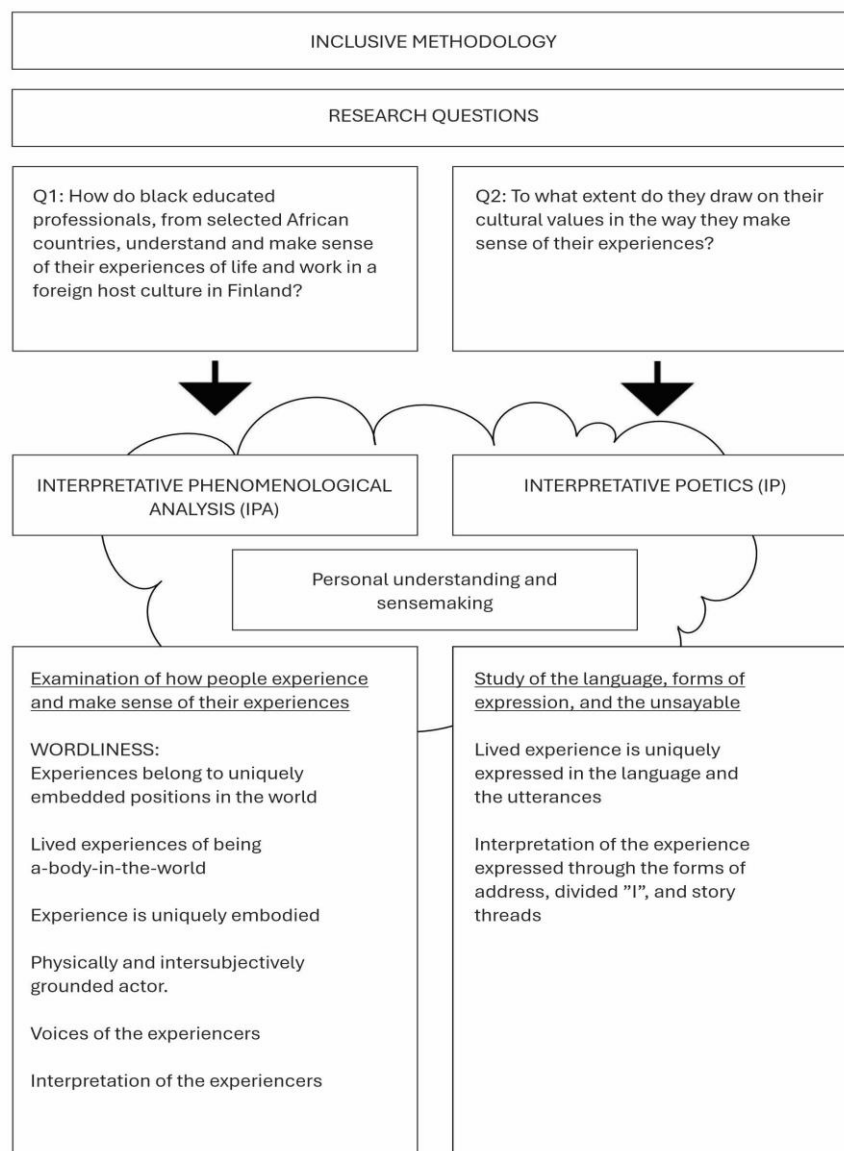 INCLUSIVE METHODOLOGY
RESEARCH QUESTIONS
Q1: How do black educated
professionals, from selected African
countries, understand and make sense
of their experiences of life and work in a
foreign host culture in Finland?
Q2: To what extent do they draw on their
cultural values in the way they make
sense of their experiences?
INTERPRETATIVE PHENOMENOLOGICAL
ANALYSIS (IPA)
INTERPRETATIVE POETICS (IP)
Personal understanding and
sensemaking
Examination of how people experience
and make sense of their experiences
WORDLINESS:
Experiences belong to uniquely
embedded positions in the world
Lived experiences of being
a-body-in-the-world
Experience is uniquely embodied
Physically and intersubjectively
grounded actor.
Voices of the experiencers
Interpretation of the experiencers
Study of the language, forms of
expression, and the unsayable
Lived experience is uniquely
expressed in the language and
the utterances
Interpretation of the experience
expressed through the forms of
address, divided ”I”, and story
threads